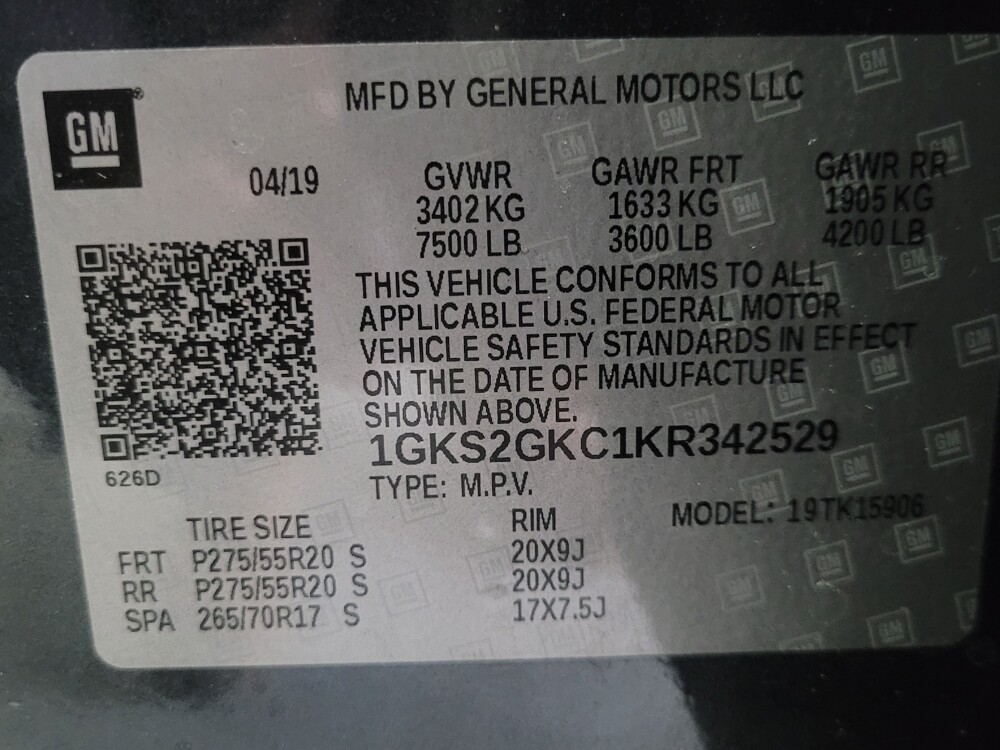 GM
MFD BY GENERAL MOTORS LLC
04/19 GVWR GAWR FRT GAWR RR
3402 KG 1633 KG 1905 KG
7500 LB 3600 LB 4200 LB
THIS VEHICLE CONFORMS TO ALL
APPLICABLE U.S. FEDERAL MOTOR
VEHICLE SAFETY STANDARDS IN EFFECT
ON THE DATE OF MANUFACTURE
SHOWN ABOVE.
1GKS2GKC1KR342529
626D
TYPE: M.P.V.
MODEL: 19TK15906
TIRE SIZE RIM
FRT P275/55R20 S 20X9J
RR P275/55R20 S 20X9J
SPA 265/70R17 S 17X7.5J